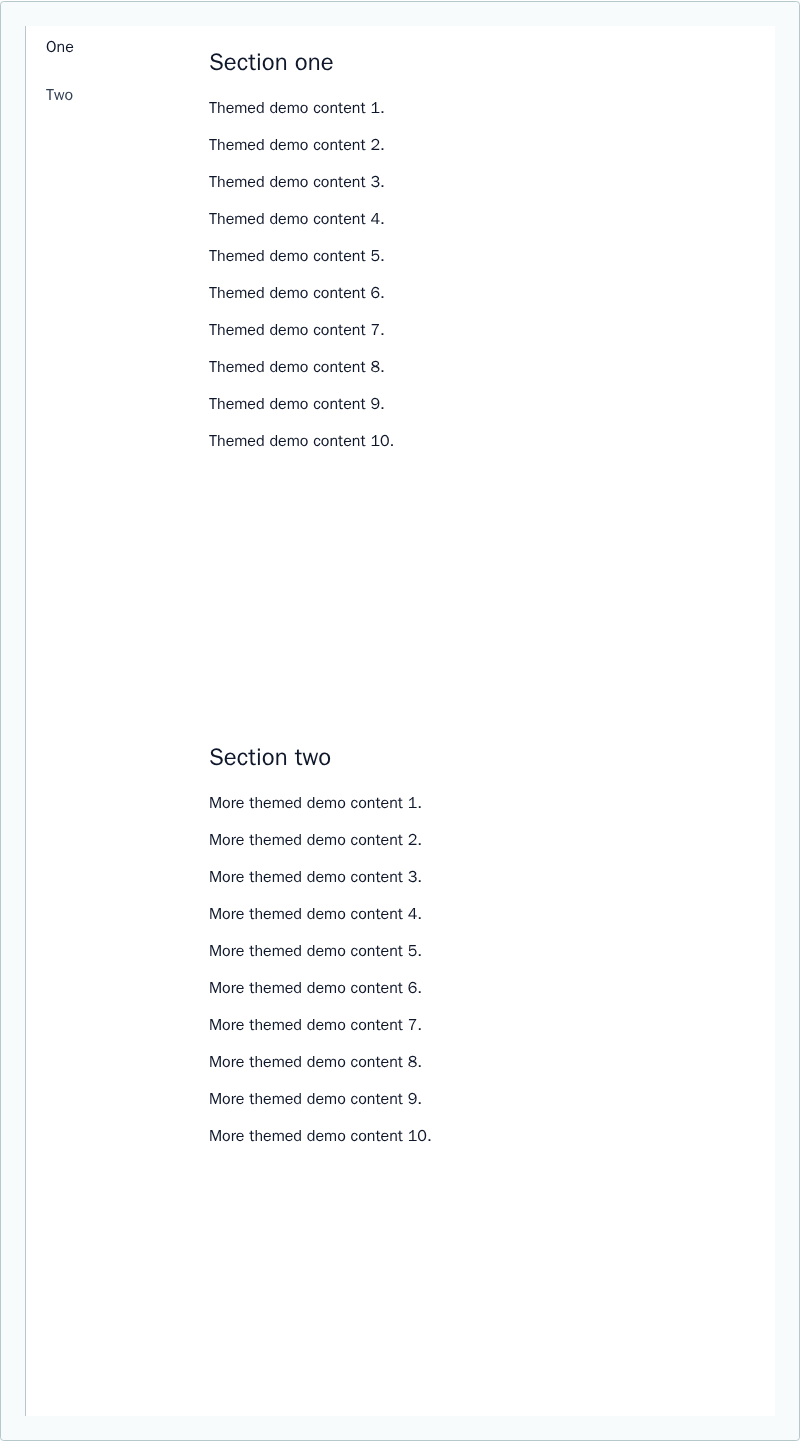 One
Two
Section one
Themed demo content 1.
Themed demo content 2.
Themed demo content 3.
Themed demo content 4.
Themed demo content 5.
Themed demo content 6.
Themed demo content 7.
Themed demo content 8.
Themed demo content 9.
Themed demo content 10.
Section two
More themed demo content 1.
More themed demo content 2.
More themed demo content 3.
More themed demo content 4.
More themed demo content 5.
More themed demo content 6.
More themed demo content 7.
More themed demo content 8.
More themed demo content 9.
More themed demo content 10.